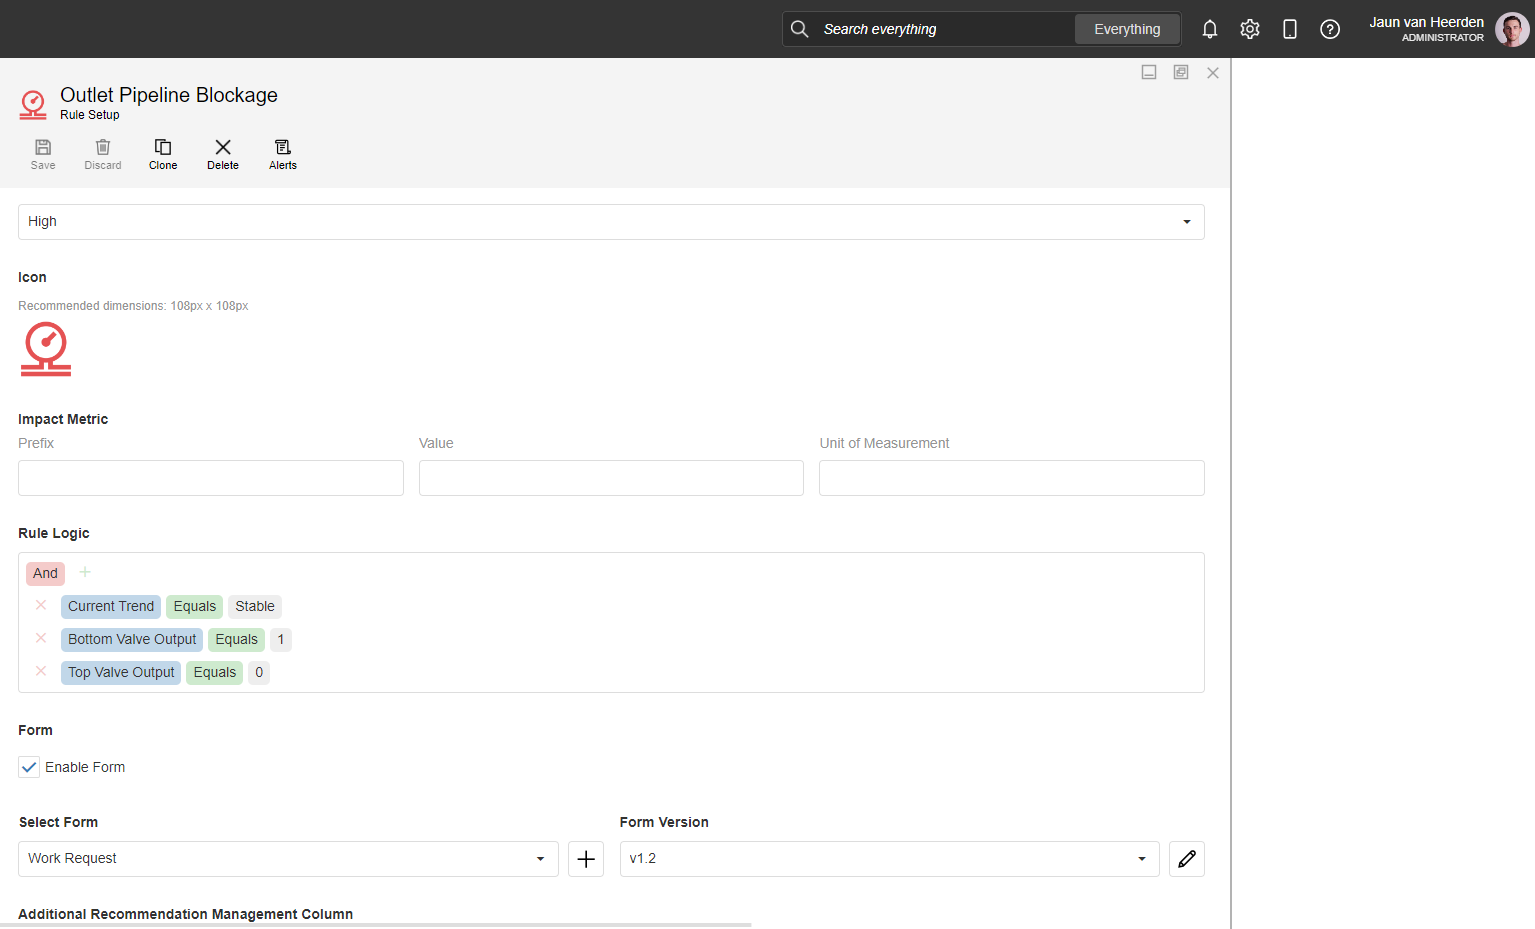 Search everything
Everything
Jaun van Heerden
ADMINISTRATOR
Outlet Pipeline Blockage
Rule Setup
Save
Discard
Clone
Delete
Alerts
High
Icon
Recommended dimensions: 108px x 108px
Impact Metric
Prefix
Value
Unit of Measurement
Rule Logic
And
Current Trend Equals Stable
Bottom Valve Output Equals 1
Top Valve Output Equals 0
Form
Enable Form
Select Form
Form Version
Work Request
v1.2
Additional Recommendation Management Column